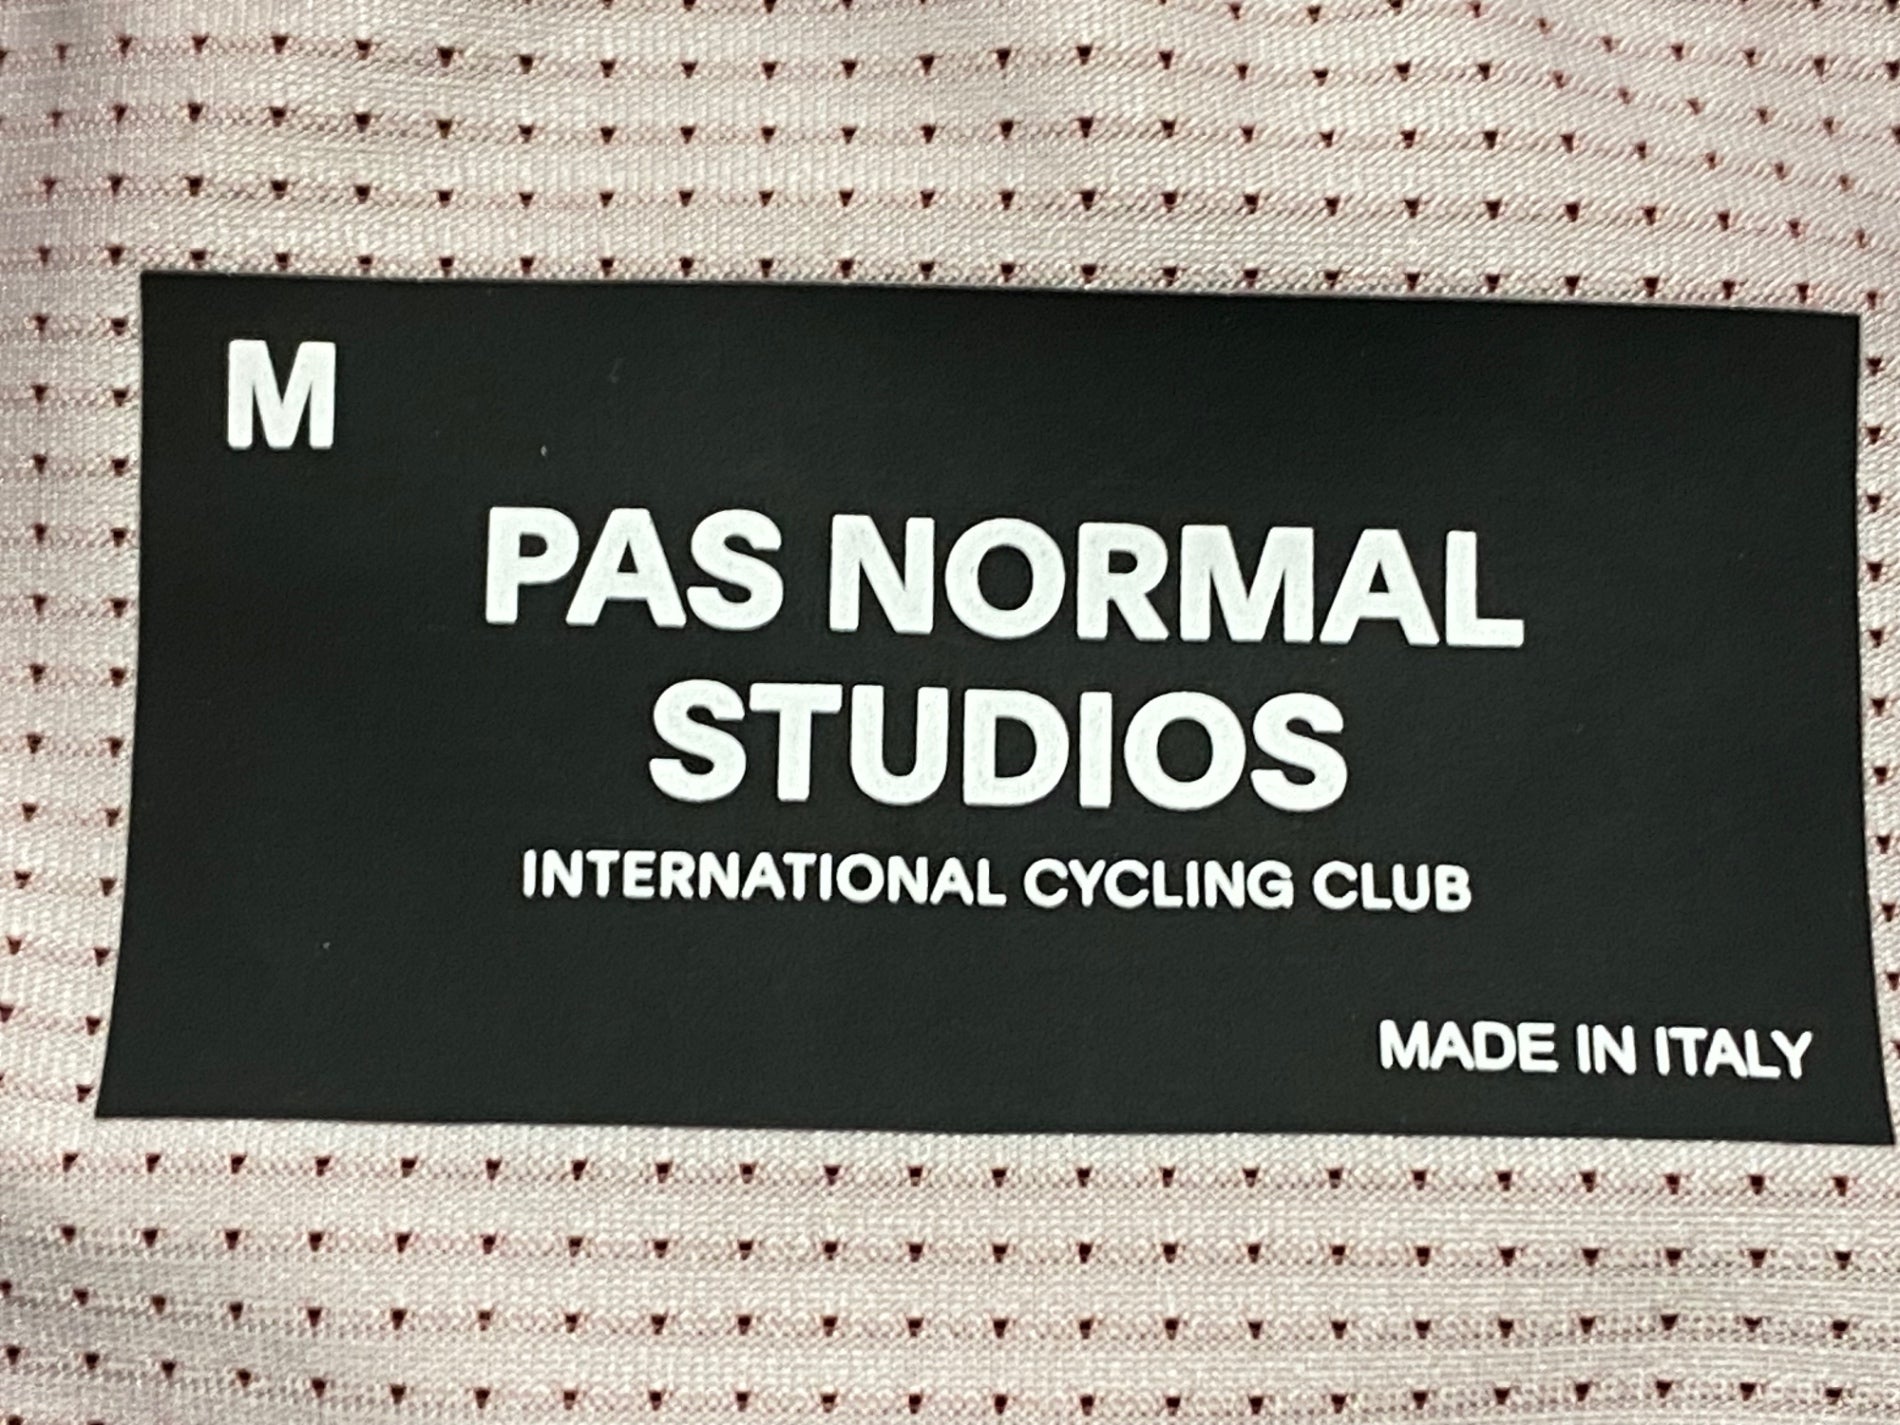 M
PAS NORMAL
STUDIOS
INTERNATIONAL CYCLING CLUB
MADE IN ITALY